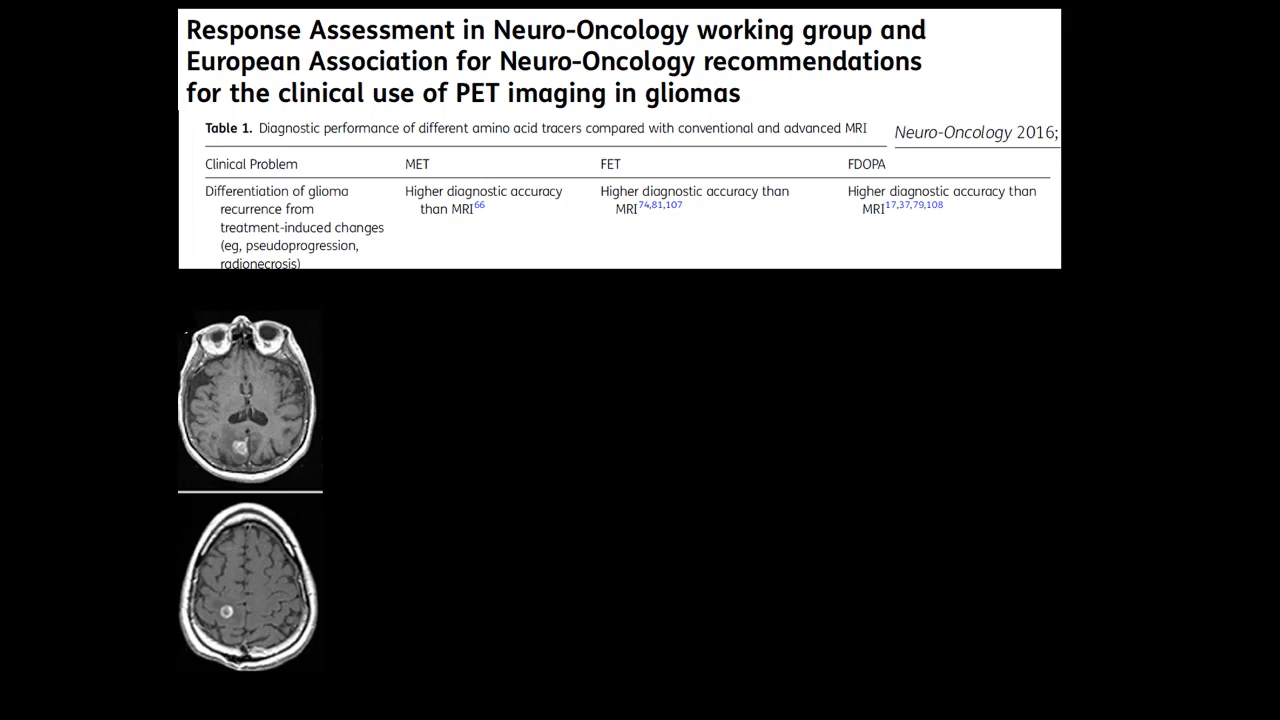 Response Assessment in Neuro-Oncology working group and
European Association for Neuro-Oncology recommendations
for the clinical use of PET imaging in gliomas
Table 1. Diagnostic performance of different amino acid tracers compared with conventional and advanced MRI
Neuro-Oncology 2016;
Clinical Problem MET FET FDOPA
Differentiation of glioma Higher diagnostic accuracy Higher diagnostic accuracy than Higher diagnostic accuracy than
recurrence from than MRI66 MRI74,81,107 MRI17,37,79,108
treatment-induced changes
(eg, pseudoprogression,
radionecrosis)